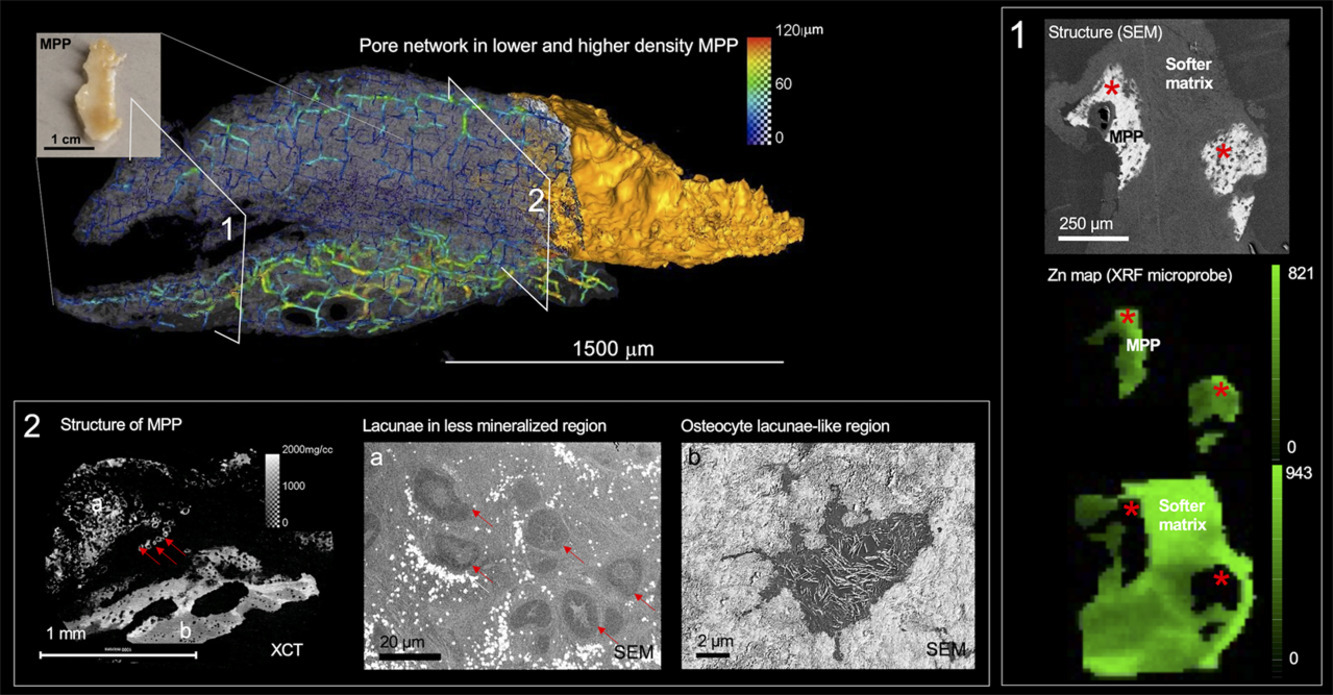 MPP
1 cm
Pore network in lower and higher density MPP
120 µm
60
0
1
2
1500 µm
1
Structure (SEM)
Softer
matrix
*
MPP
*
250 µm
Zn map (XRF microprobe)
821
*
MPP
*
0
943
Softer
matrix
*
*
0
2
Structure of MPP
2000mg/cc
1000
0
a
b
1 mm
XCT
Lacunae in less mineralized region
a
20 µm
SEM
Osteocyte lacunae-like region
b
2 µm
SEM